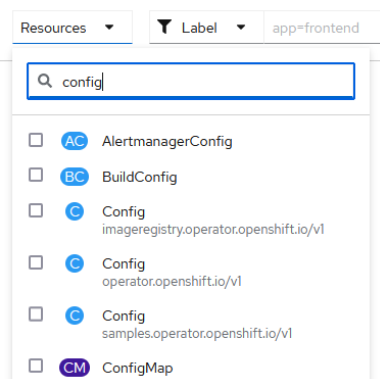 Resources Label app=frontend
config
AC AlertmanagerConfig
BC BuildConfig
C Config
imageregistry.operator.openshift.io/v1
C Config
operator.openshift.io/v1
C Config
samples.operator.openshift.io/v1
CM ConfigMap